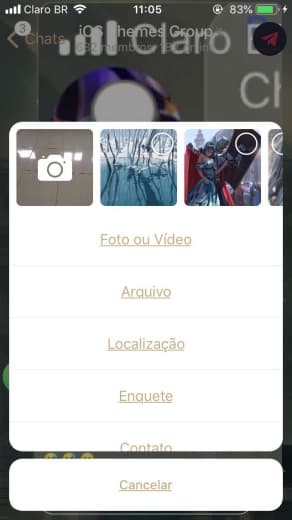 Claro BR 11:05 83%
3
Chats
iOS Themes Group
Claro
Foto ou Vídeo
Arquivo
Localização
Enquete
Contato
Cancelar